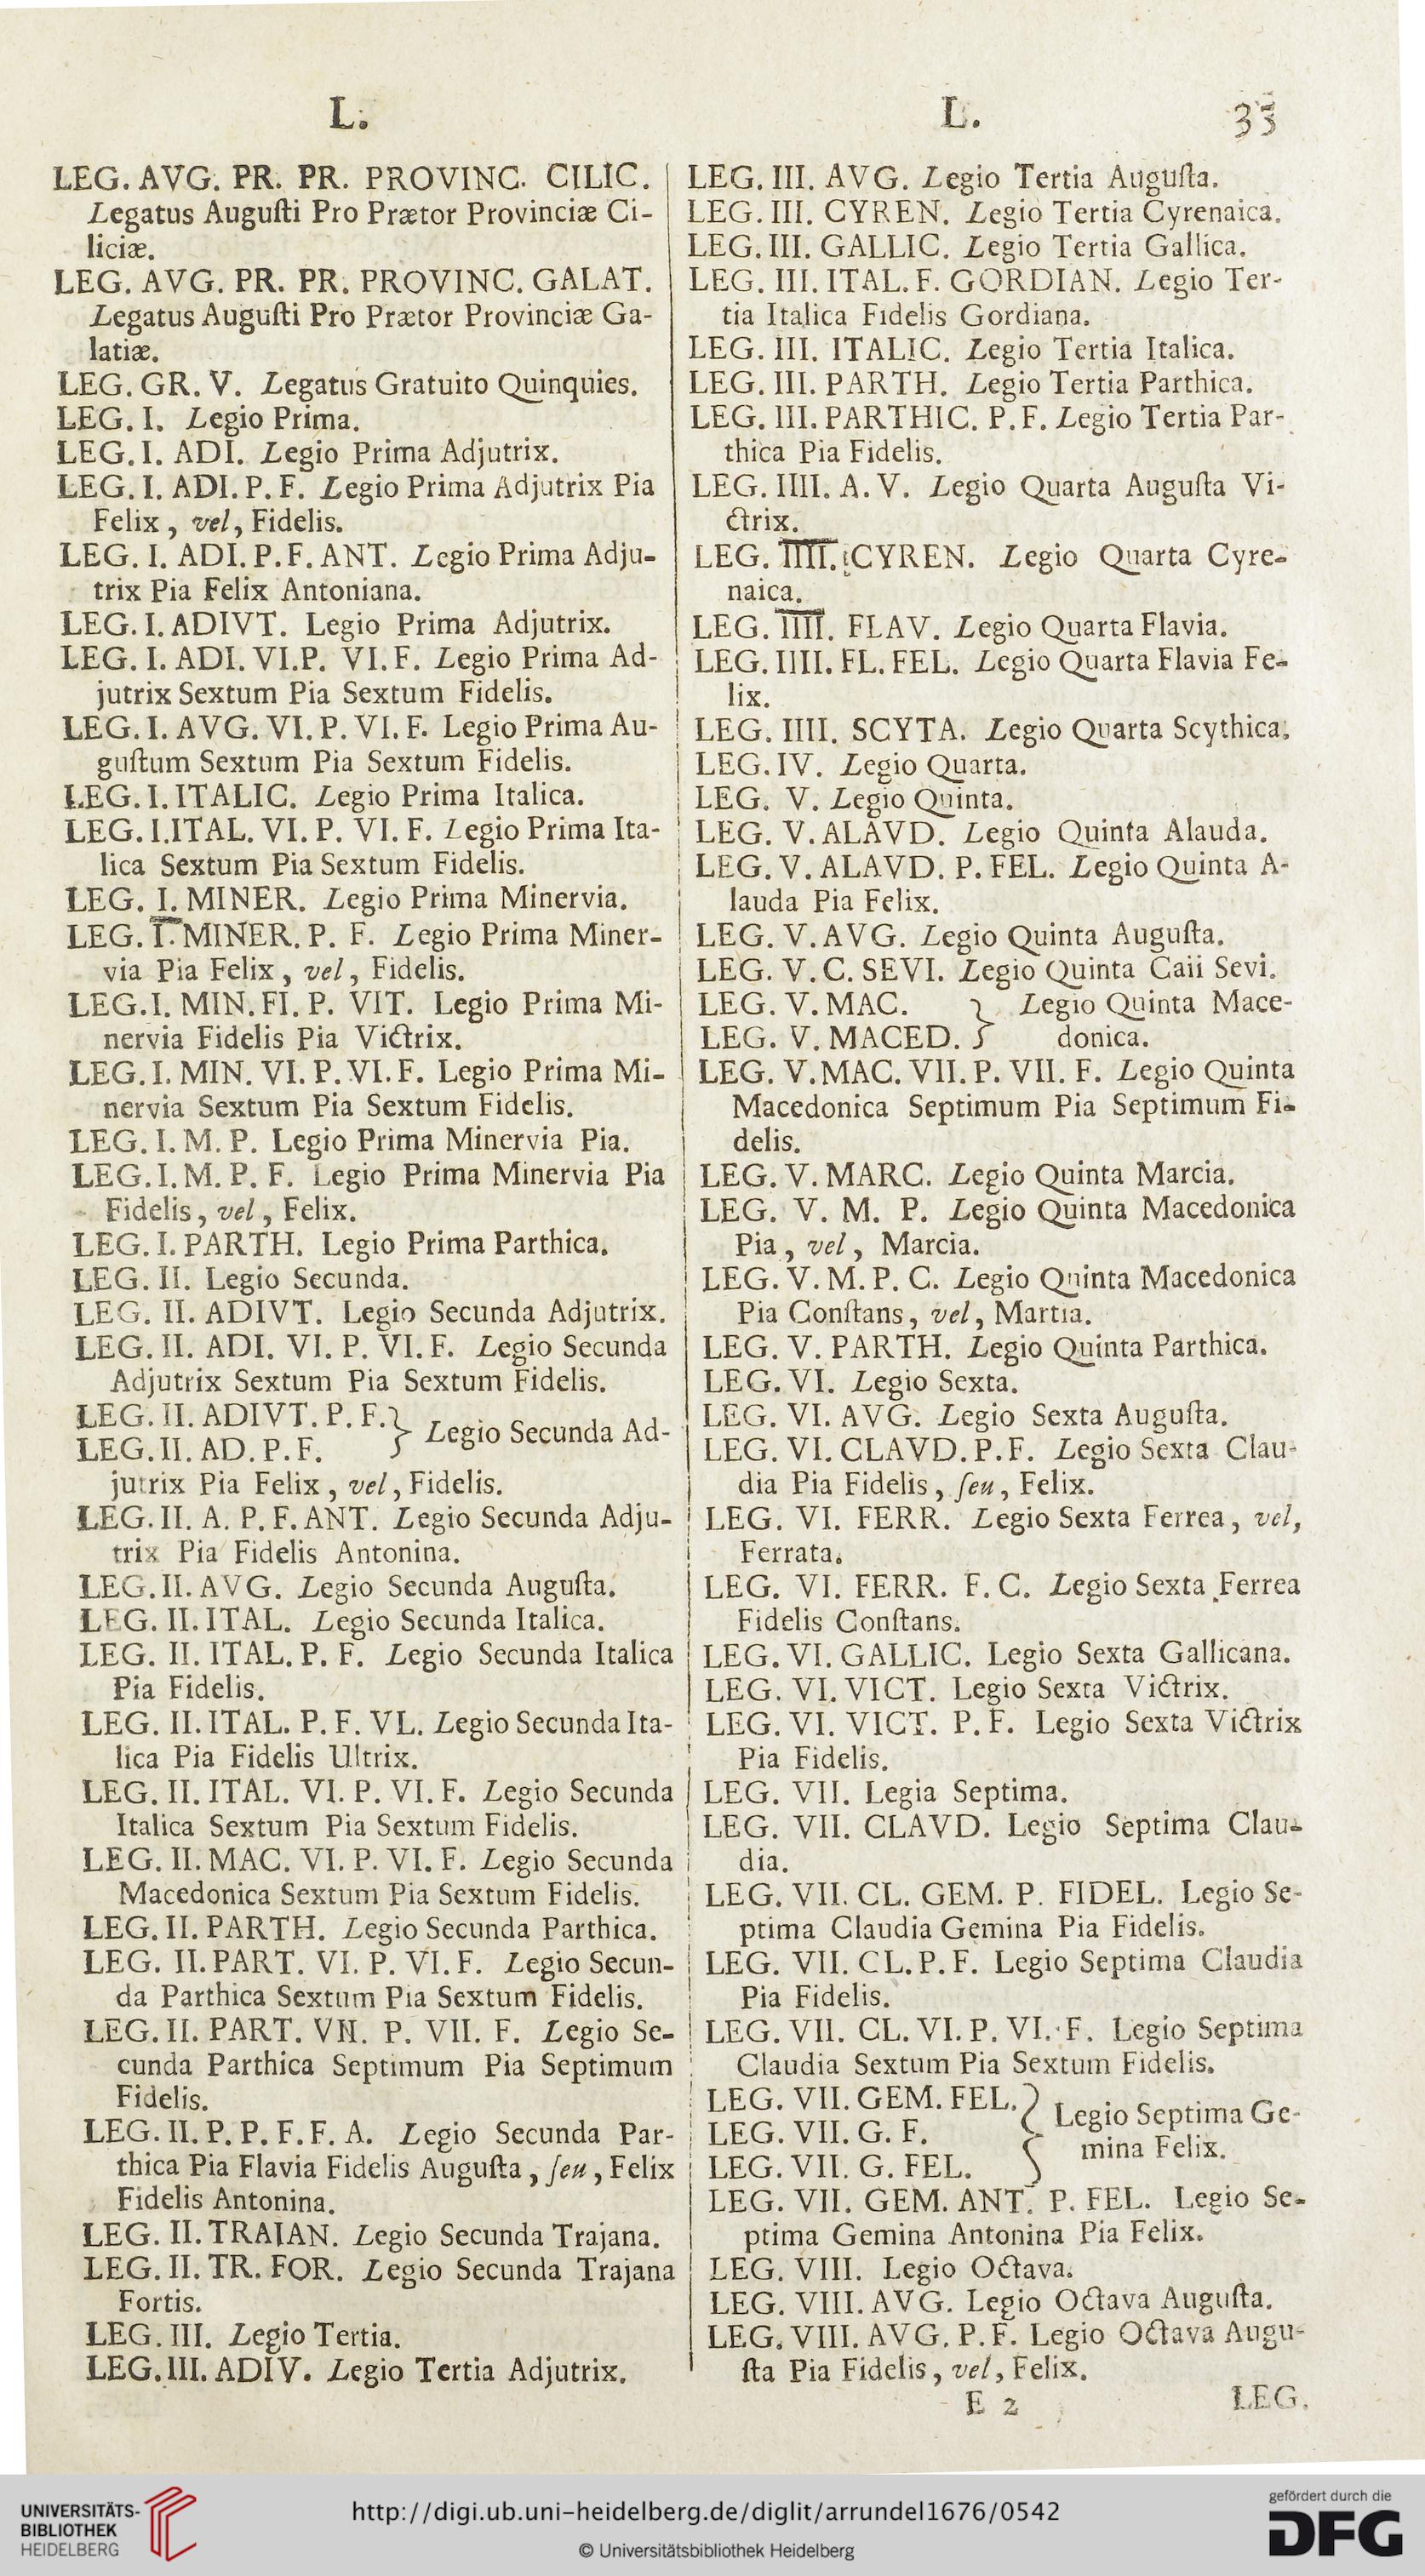 L.
LEG. AVG. PR. PR. PROVINC. CILIC.
Legatus Auguſti Pro Prætor Provinciæ Ci-
liciæ.
LEG. AVG. PR. PR. PROVINC. GALAT.
Legatus Auguſti Pro Prætor Provinciæ Ga-
latiæ.
LEG. GR. V. Legatus Gratuito Quinquies.
LEG. I. Legio Prima.
LEG. I. ADI. Legio Prima Adjutrix.
LEG. I. ADI. P. F. Legio Prima Adjutrix Pia
Felix, vel, Fidelis.
LEG. I. ADI. P. F. ANT. Legio Prima Adju-
trix Pia Felix Antoniana.
LEG. I. ADIVT. Legio Prima Adjutrix.
LEG. I. ADI. VI.P. VI. F. Legio Prima Ad-
jutrix Sextum Pia Sextum Fidelis.
LEG. I. AVG. VI. P. VI. F. Legio Prima Au-
guſtum Sextum Pia Sextum Fidelis.
LEG. I. ITALIC. Legio Prima Italica.
LEG. I. ITAL. VI. P. VI. F. Legio Prima Ita-
lica Sextum Pia Sextum Fidelis.
LEG. I. MINER. Legio Prima Minervia.
LEG. I. MINER. P. F. Legio Prima Miner-
via Pia Felix, vel, Fidelis.
LEG. I. MIN. FI. P. VIT. Legio Prima Mi-
nervia Fidelis Pia Victrix.
LEG. I. MIN. VI. P. VI. F. Legio Prima Mi-
nervia Sextum Pia Sextum Fidelis.
LEG. I. M. P. Legio Prima Minervia Pia.
LEG. I. M. P. F. Legio Prima Minervia Pia
Fidelis, vel, Felix.
LEG. I. PARTH. Legio Prima Parthica.
LEG. II. Legio Secunda.
LEG. II. ADIVT. Legio Secunda Adjutrix.
LEG. II. ADI. VI. P. VI. F. Legio Secunda
Adjutrix Sextum Pia Sextum Fidelis.
LEG. II. ADIVT. P. F. } Legio Secunda Ad-
LEG. II. AD. P. F.
jutrix Pia Felix, vel, Fidelis.
LEG. II. A. P. F. ANT. Legio Secunda Adju-
trix Pia Fidelis Antonina.
LEG. II. AVG. Legio Secunda Auguſta.
LEG. II. ITAL. Legio Secunda Italica.
LEG. II. ITAL. P. F. Legio Secunda Italica
Pia Fidelis.
LEG. II. ITAL. P. F. VL. Legio Secunda Ita-
lica Pia Fidelis Ultrix.
LEG. II. ITAL. VI. P. VI. F. Legio Secunda
Italica Sextum Pia Sextum Fidelis.
LEG. II. MAC. VI. P. VI. F. Legio Secunda
Macedonica Sextum Pia Sextum Fidelis.
LEG. II. PARTH. Legio Secunda Parthica.
LEG. II. PART. VI. P. VI. F. Legio Secun-
da Parthica Sextum Pia Sextum Fidelis.
LEG. II. PART. VII. P. VII. F. Legio Se-
cunda Parthica Septimum Pia Septimum
Fidelis.
LEG. II. P. P. F. F. A. Legio Secunda Par-
thica Pia Flavia Fidelis Auguſta, ſeu, Felix
Fidelis Antonina.
LEG. II. TRAIAN. Legio Secunda Trajana.
LEG. II. TR. FOR. Legio Secunda Trajana
Fortis.
LEG. III. Legio Tertia.
LEG. III. ADIV. Legio Tertia Adjutrix.
L. 33
LEG. III. AVG. Legio Tertia Auguſta.
LEG. III. CYREN. Legio Tertia Cyrenaica.
LEG. III. GALLIC. Legio Tertia Gallica.
LEG. III. ITAL. F. GORDIAN. Legio Ter-
tia Italica Fidelis Gordiana.
LEG. III. ITALIC. Legio Tertia Italica.
LEG. III. PARTH. Legio Tertia Parthica.
LEG. III. PARTHIC. P. F. Legio Tertia Par-
thica Pia Fidelis.
LEG. IIII. A. V. Legio Quarta Auguſta Vi-
ctrix.
LEG. IIII. CYREN. Legio Quarta Cyre-
naica.
LEG. IIII. FLAV. Legio Quarta Flavia.
LEG. IIII. FL. FEL. Legio Quarta Flavia Fe-
lix.
LEG. IIII. SCYTA. Legio Quarta Scythica.
LEG. IV. Legio Quarta.
LEG. V. Legio Quinta.
LEG. V. ALAVD. Legio Quinta Alauda.
LEG. V. ALAVD. P. FEL. Legio Quinta A-
lauda Pia Felix.
LEG. V. AVG. Legio Quinta Auguſta.
LEG. V. C. SEVI. Legio Quinta Caii Sevi.
LEG. V. MAC. } Legio Quinta Mace-
LEG. V. MACED. donica.
LEG. V. MAC. VII. P. VII. F. Legio Quinta
Macedonica Septimum Pia Septimum Fi-
delis.
LEG. V. MARC. Legio Quinta Marcia.
LEG. V. M. P. Legio Quinta Macedonica
Pia, vel, Marcia.
LEG. V. M. P. C. Legio Quinta Macedonica
Pia Conſtans, vel, Martia.
LEG. V. PARTH. Legio Quinta Parthica.
LEG. VI. Legio Sexta.
LEG. VI. AVG. Legio Sexta Auguſta.
LEG. VI. CLAVD. P. F. Legio Sexta Clau-
dia Pia Fidelis, ſeu, Felix.
LEG. VI. FERR. Legio Sexta Ferrea, vel,
Ferrata.
LEG. VI. FERR. F. C. Legio Sexta Ferrea
Fidelis Conſtans.
LEG. VI. GALLIC. Legio Sexta Gallicana.
LEG. VI. VICT. Legio Sexta Victrix.
LEG. VI. VICT. P. F. Legio Sexta Victrix
Pia Fidelis.
LEG. VII. Legia Septima.
LEG. VII. CLAVD. Legio Septima Clau-
dia.
LEG. VII. CL. GEM. P. FIDEL. Legio Se-
ptima Claudia Gemina Pia Fidelis.
LEG. VII. CL. P. F. Legio Septima Claudia
Pia Fidelis.
LEG. VII. CL. VI. P. VI. F. Legio Septima
Claudia Sextum Pia Sextum Fidelis.
LEG. VII. GEM. FEL. } Legio Septima Ge-
LEG. VII. G. F. mina Felix.
LEG. VII. G. FEL.
LEG. VII. GEM. ANT. P. FEL. Legio Se-
ptima Gemina Antonina Pia Felix.
LEG. VIII. Legio Octava.
LEG. VIII. AVG. Legio Octava Auguſta.
LEG. VIII. AVG. P. F. Legio Octava Augu-
ſta Pia Fidelis, vel, Felix.
E 2 LEG.
UNIVERSITÄTS-
BIBLIOTHEK
HEIDELBERG
http://digi.ub.uni-heidelberg.de/diglit/arrundel1676/0542
© Universitätsbibliothek Heidelberg
gefördert durch die
DFG